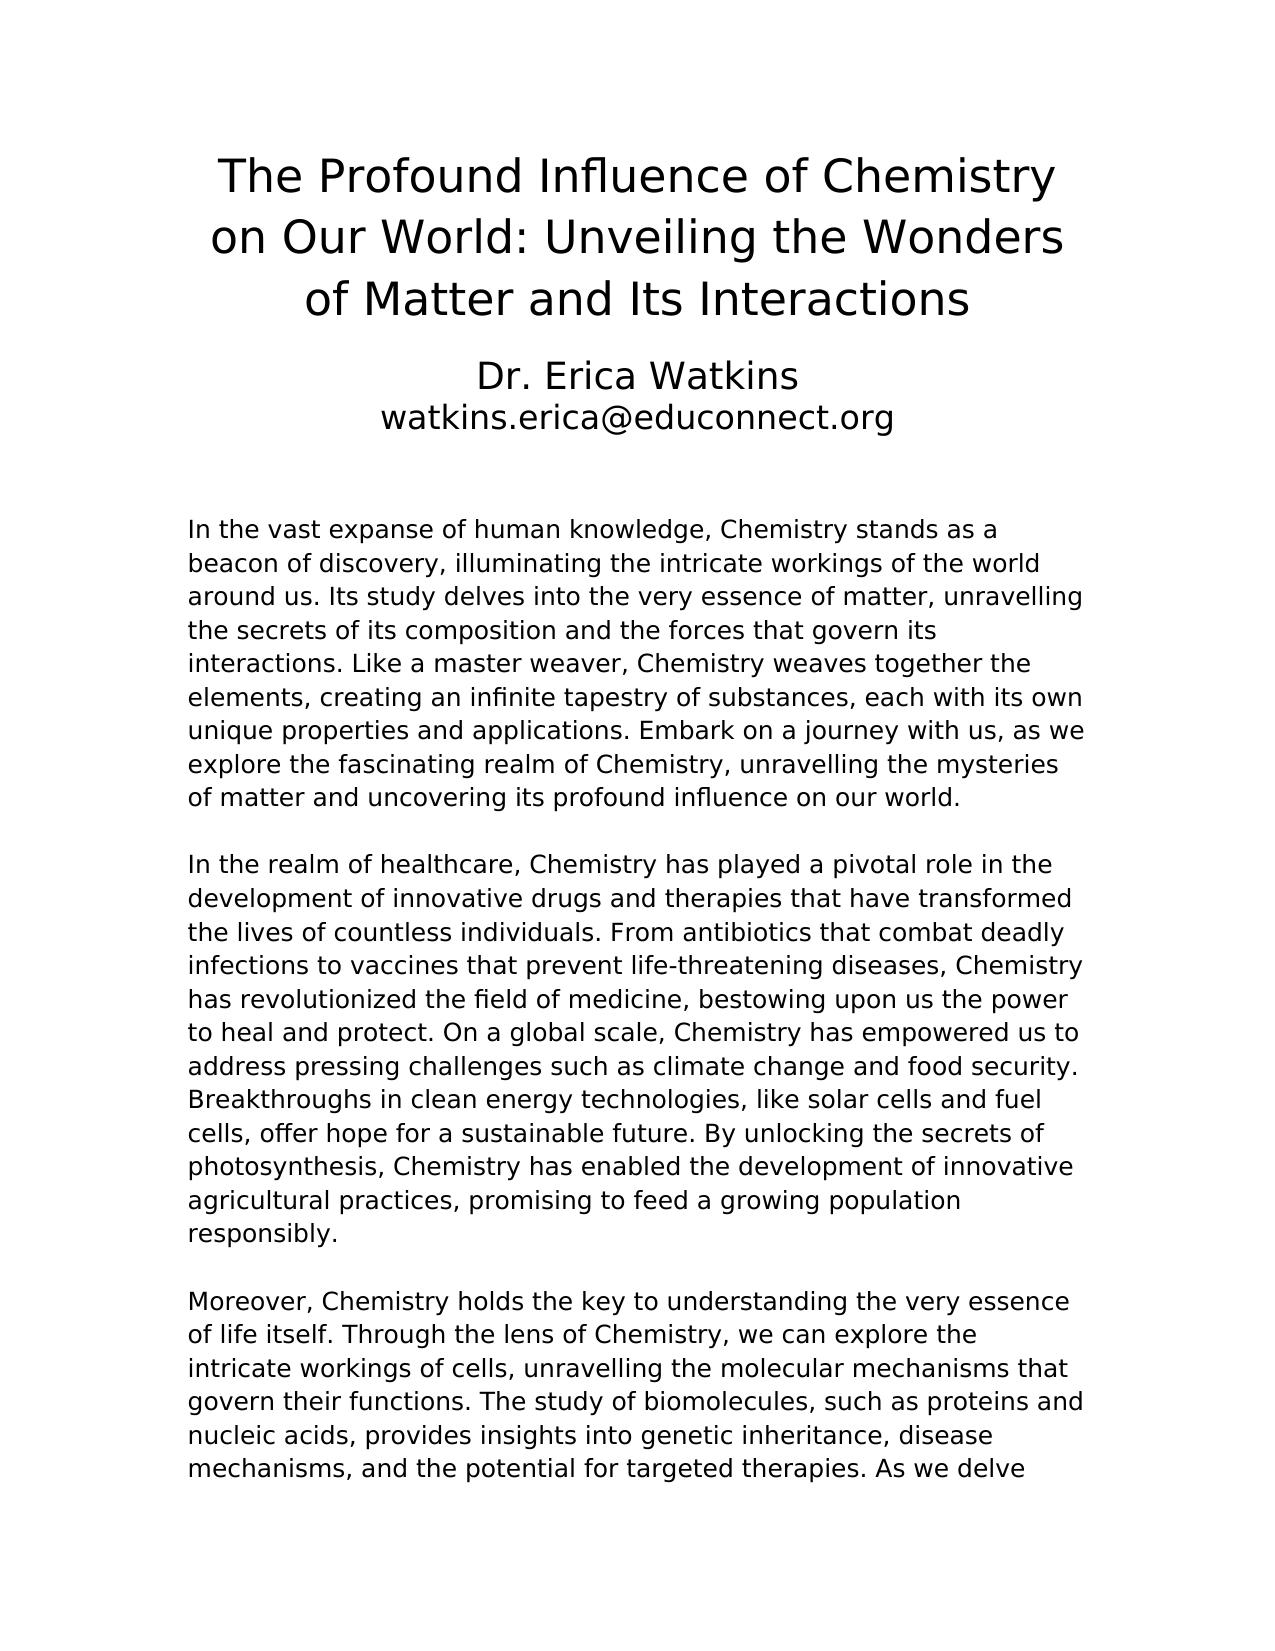 The Profound Influence of Chemistry
on Our World: Unveiling the Wonders
of Matter and Its Interactions
Dr. Erica Watkins
watkins.erica@educonnect.org
In the vast expanse of human knowledge, Chemistry stands as a
beacon of discovery, illuminating the intricate workings of the world
around us. Its study delves into the very essence of matter, unravelling
the secrets of its composition and the forces that govern its
interactions. Like a master weaver, Chemistry weaves together the
elements, creating an infinite tapestry of substances, each with its own
unique properties and applications. Embark on a journey with us, as we
explore the fascinating realm of Chemistry, unravelling the mysteries
of matter and uncovering its profound influence on our world.
In the realm of healthcare, Chemistry has played a pivotal role in the
development of innovative drugs and therapies that have transformed
the lives of countless individuals. From antibiotics that combat deadly
infections to vaccines that prevent life-threatening diseases, Chemistry
has revolutionized the field of medicine, bestowing upon us the power
to heal and protect. On a global scale, Chemistry has empowered us to
address pressing challenges such as climate change and food security.
Breakthroughs in clean energy technologies, like solar cells and fuel
cells, offer hope for a sustainable future. By unlocking the secrets of
photosynthesis, Chemistry has enabled the development of innovative
agricultural practices, promising to feed a growing population
responsibly.
Moreover, Chemistry holds the key to understanding the very essence
of life itself. Through the lens of Chemistry, we can explore the
intricate workings of cells, unravelling the molecular mechanisms that
govern their functions. The study of biomolecules, such as proteins and
nucleic acids, provides insights into genetic inheritance, disease
mechanisms, and the potential for targeted therapies. As we delve